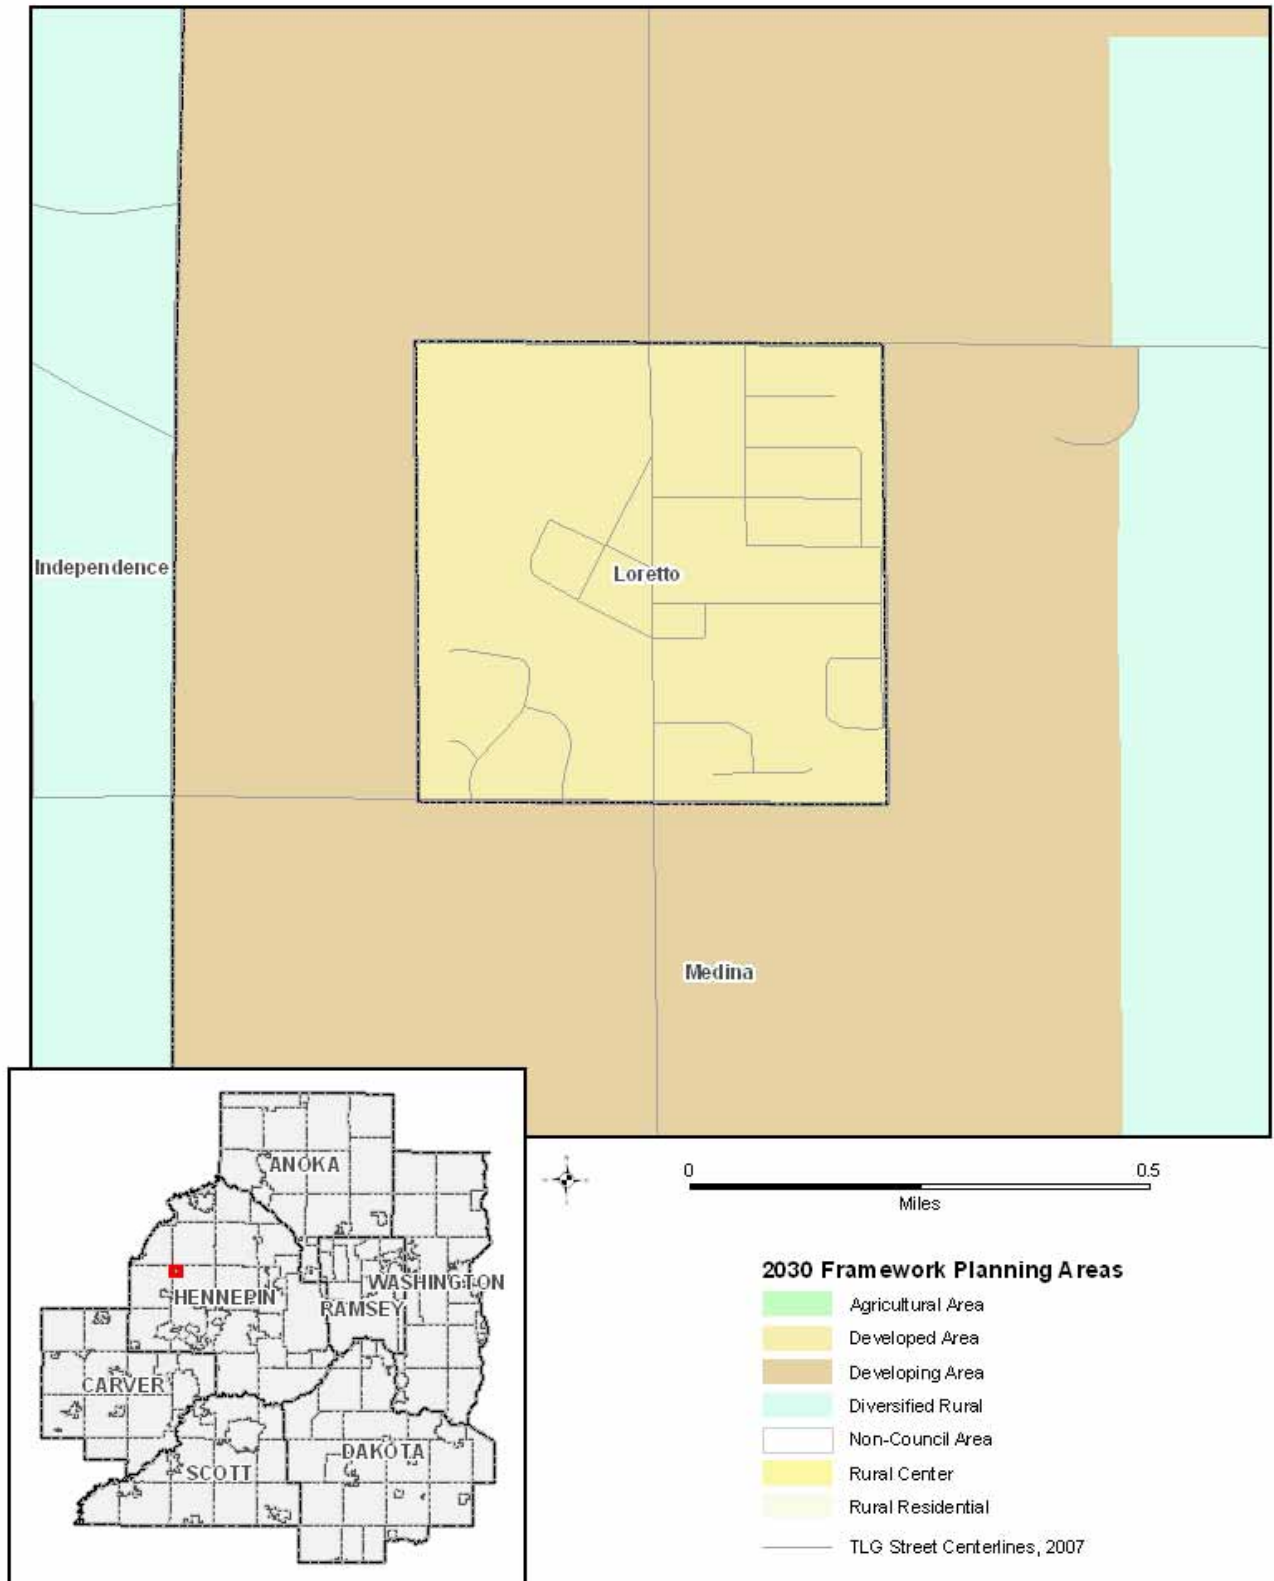 Independence
Loretto
Medina
ANOKA
HENNEPIN
WASHINGTON
RAMSEY
CARVER
SCOTT
DAKOTA
0 0.5
Miles
2030 Framework Planning Areas
Agricultural Area
Developed Area
Developing Area
Diversified Rural
Non-Council Area
Rural Center
Rural Residential
TLG Street Centerlines, 2007